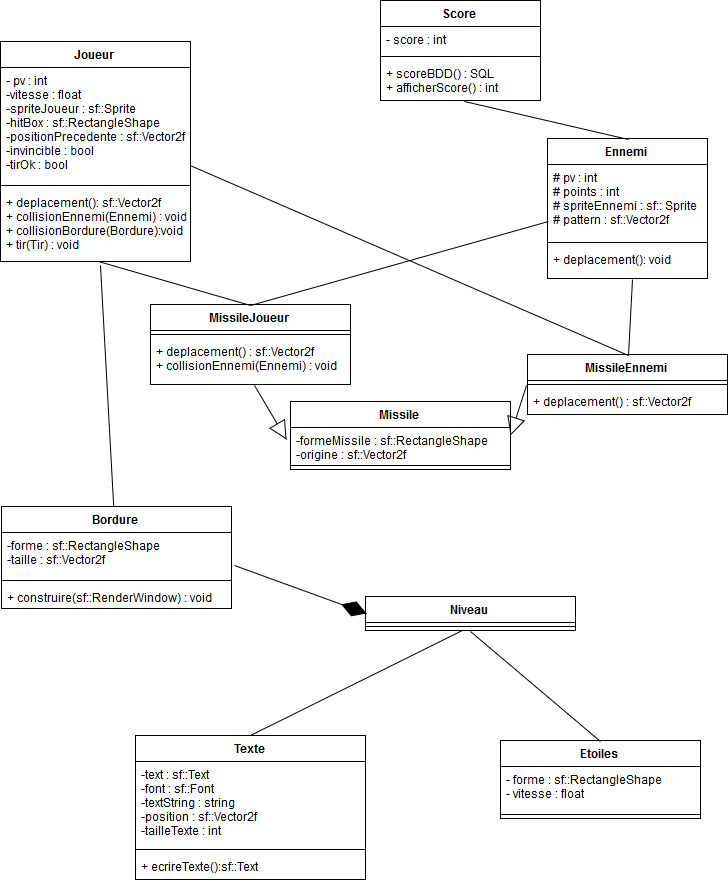 Score
- score : int
+ scoreBDD() : SQL
+ afficherScore() : int
Joueur
- pv : int
-vitesse : float
-spriteJoueur : sf::Sprite
-hitBox : sf::RectangleShape
-positionPrecedente : sf::Vector2f
-invincible : bool
-tirOk : bool
+ deplacement(): sf::Vector2f
+ collisionEnnemi(Ennemi) : void
+ collisionBordure(Bordure):void
+ tir(Tir) : void
Ennemi
# pv : int
# points : int
# spriteEnnemi : sf:: Sprite
# pattern : sf::Vector2f
+ deplacement(): void
MissileJoueur
+ deplacement() : sf::Vector2f
+ collisionEnnemi(Ennemi) : void
MissileEnnemi
+ deplacement() : sf::Vector2f
Missile
-formeMissile : sf::RectangleShape
-origine : sf::Vector2f
Bordure
-forme : sf::RectangleShape
-taille : sf::Vector2f
+ construire(sf::RenderWindow) : void
Niveau
Texte
-text : sf::Text
-font : sf::Font
-textString : string
-position : sf::Vector2f
-tailleTexte : int
+ ecrireTexte():sf::Text
Etoiles
- forme : sf::RectangleShape
- vitesse : float